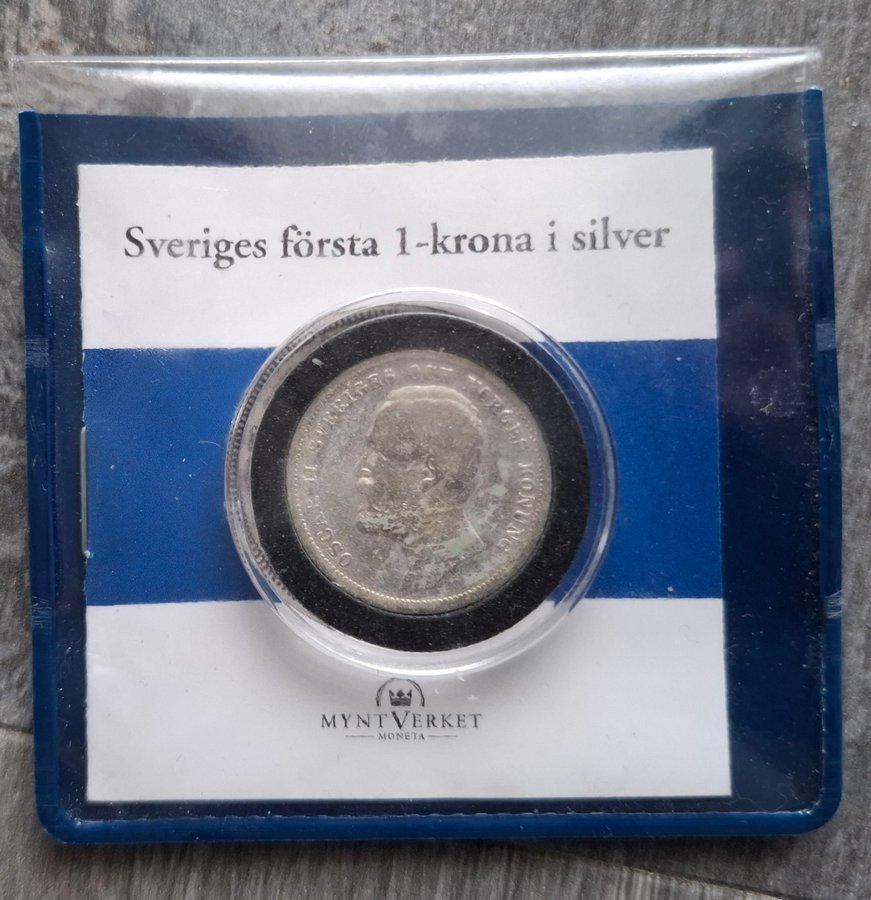 Sveriges första 1-krona i silver
OSCAR II SVERIGES OCH NORGES KONUNG
MYNTVERKET
MONETA